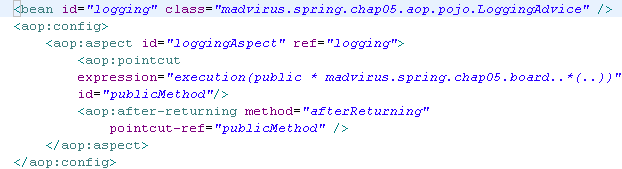 <bean id="logging" class="madvirus.spring.chap05.aop.pojo.LoggingAdvice" />
<aop:config>
    <aop:aspect id="loggingAspect" ref="logging">
        <aop:pointcut
        expression="execution(public * madvirus.spring.chap05.board..*(..))"
        id="publicMethod"/>
        <aop:after-returning method="afterReturning"
            pointcut-ref="publicMethod" />
    </aop:aspect>
</aop:config>